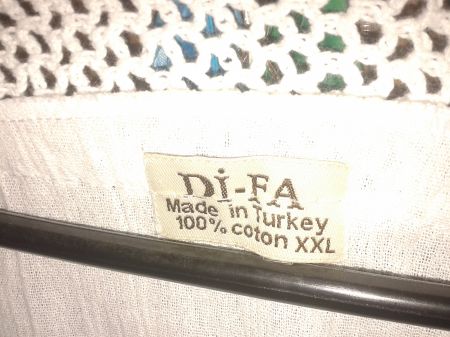 Dİ-FA
Made in Turkey
100% coton XXL